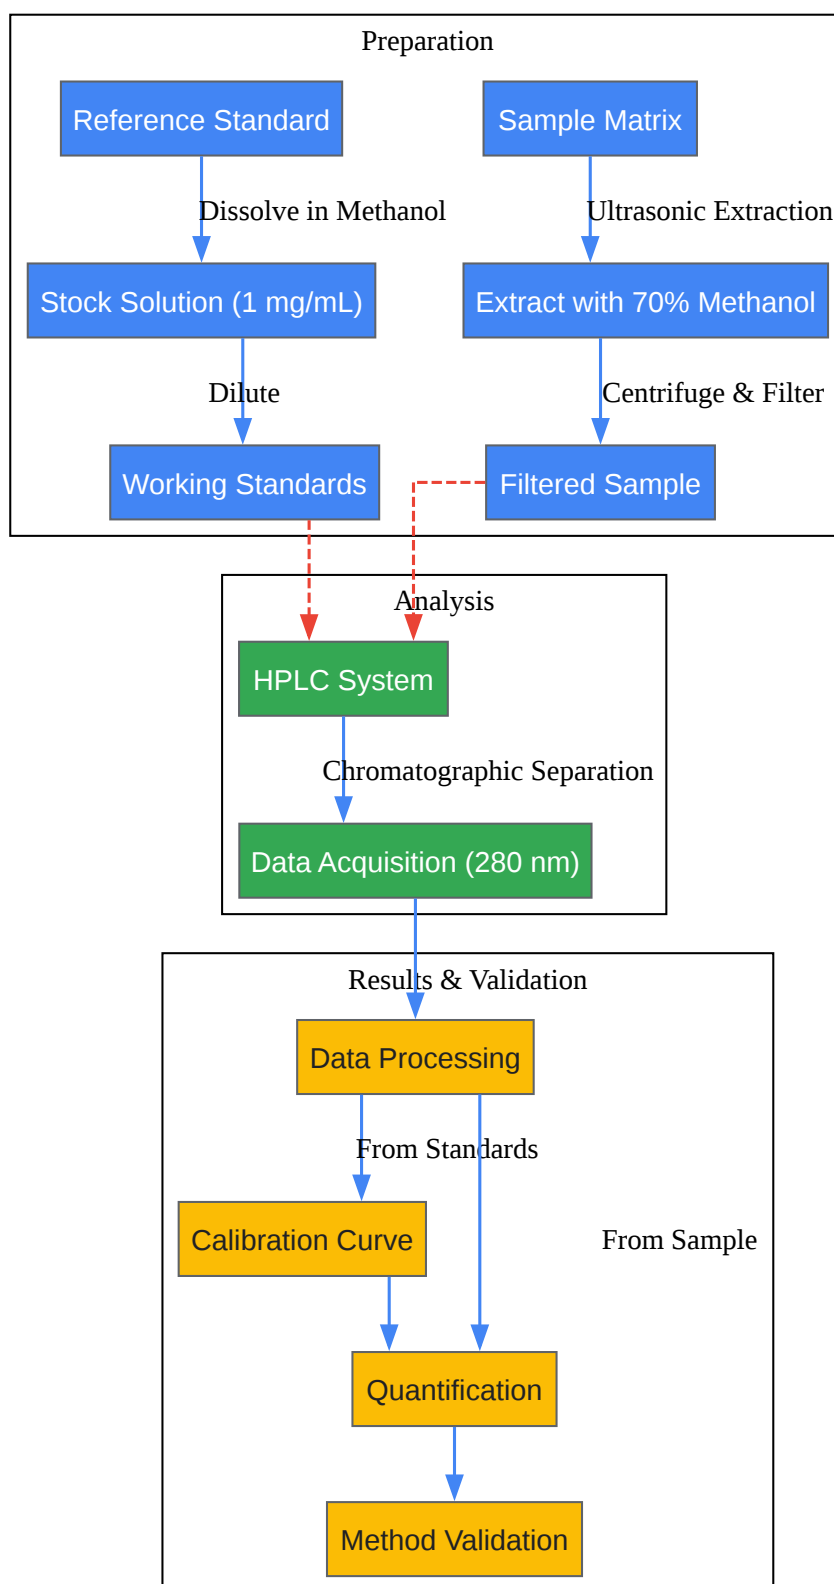 Preparation
Reference Standard
Sample Matrix
Dissolve in Methanol
Ultrasonic Extraction
Stock Solution (1 mg/mL)
Extract with 70% Methanol
Dilute
Centrifuge & Filter
Working Standards
Filtered Sample
Analysis
HPLC System
Chromatographic Separation
Data Acquisition (280 nm)
Results & Validation
Data Processing
From Standards
Calibration Curve
From Sample
Quantification
Method Validation